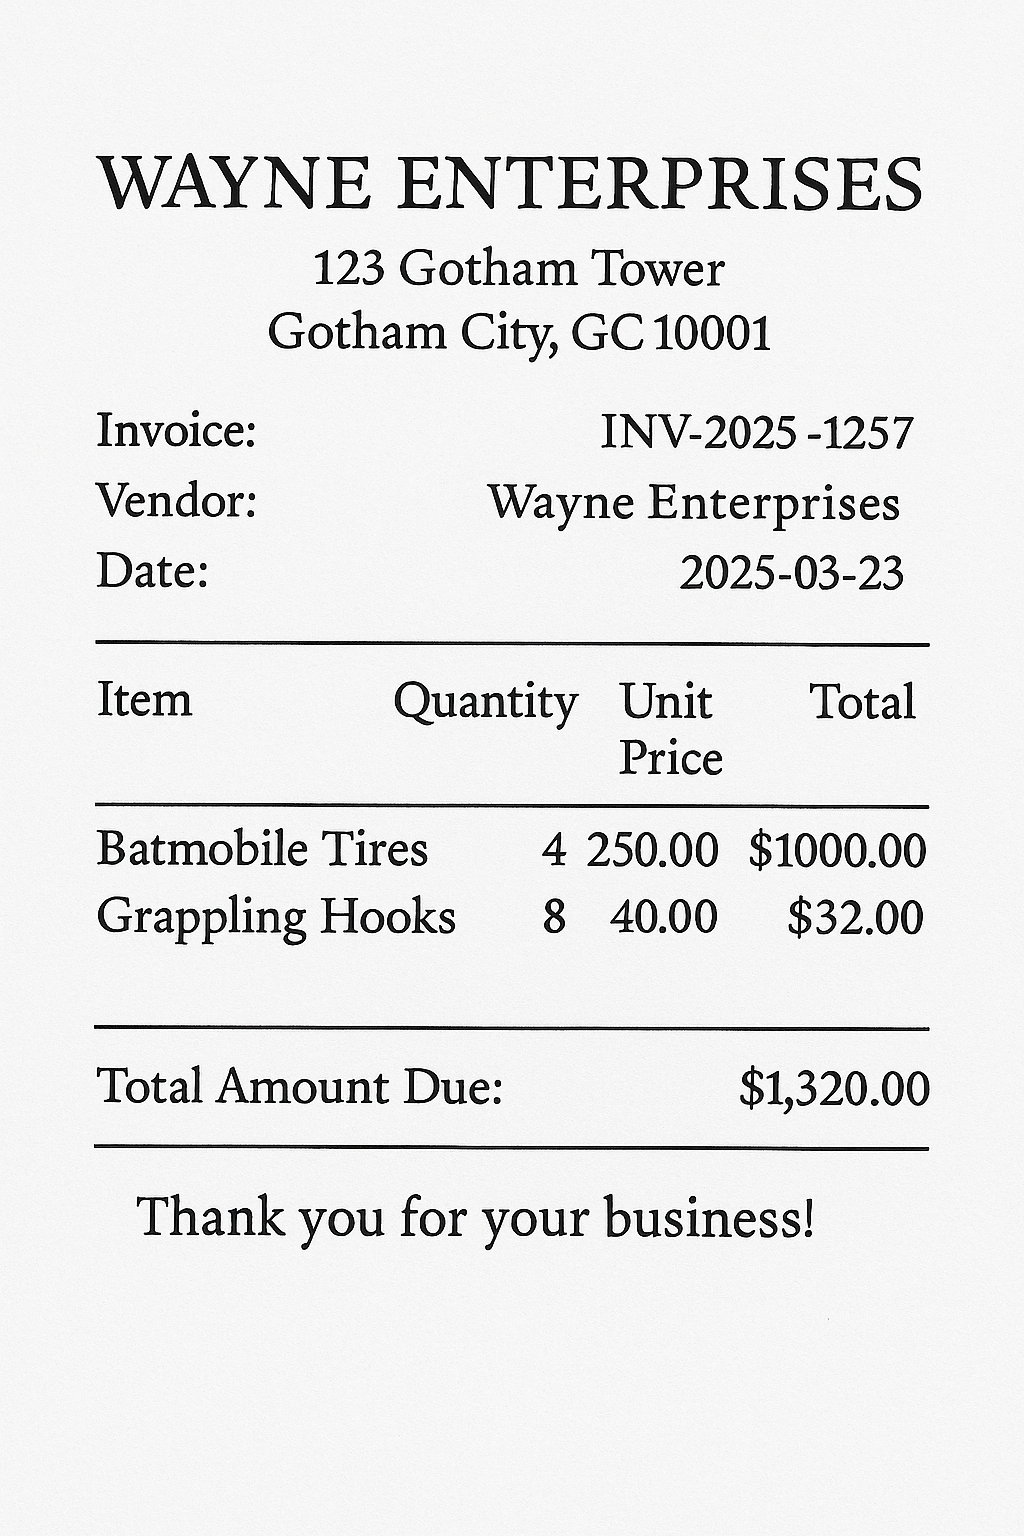 WAYNE ENTERPRISES
123 Gotham Tower
Gotham City, GC 10001
Invoice: INV-2025 -1257
Vendor: Wayne Enterprises
Date: 2025-03-23
Item Quantity Unit Price Total
Batmobile Tires 4 250.00 $1000.00
Grappling Hooks 8 40.00 $32.00
Total Amount Due: $1,320.00
Thank you for your business!